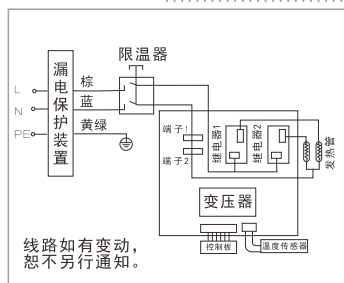 限温器
L
N
PE
漏电保护装置
棕
蓝
黄绿
端子1
端子2
继电器1
继电器2
发热管
变压器
控制板
温度传感器
线路如有变动，
恕不另行通知。